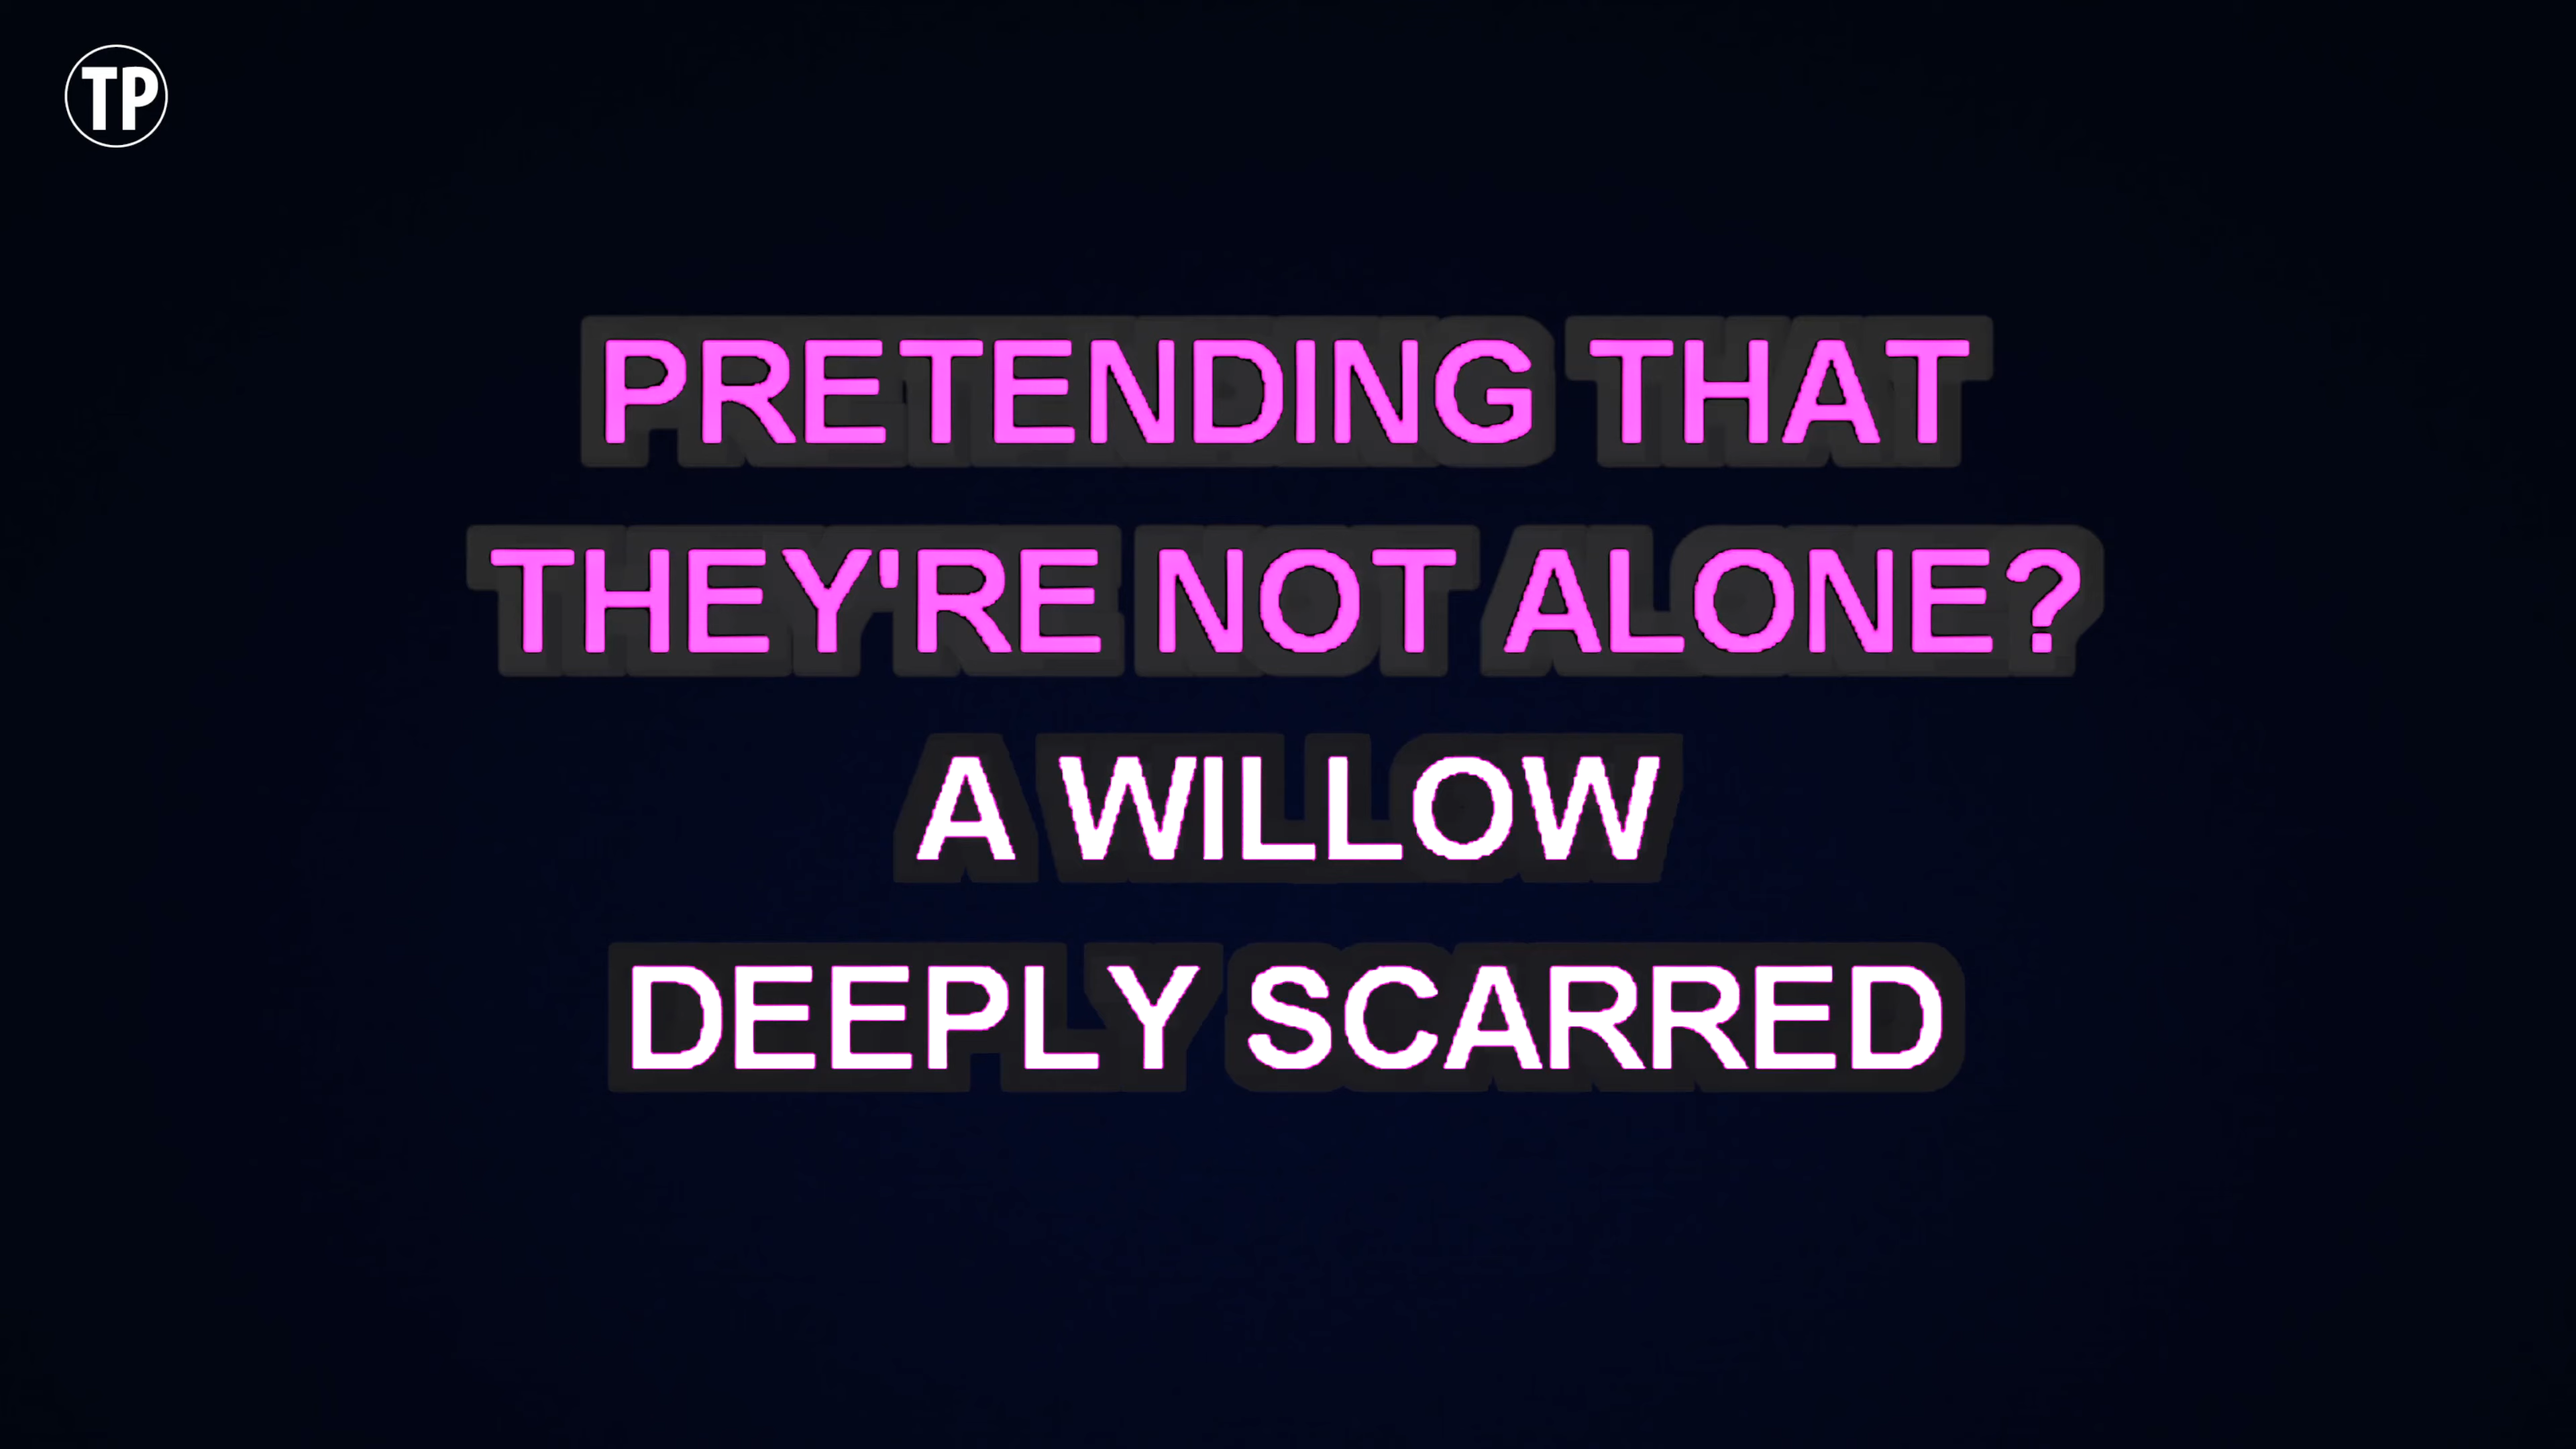 TP
PRETENDING THAT
THEY'RE NOT ALONE?
A WILLOW
DEEPLY SCARRED